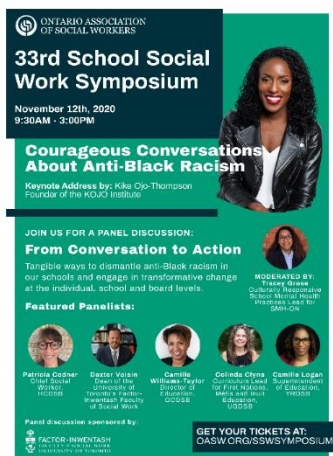 ONTARIO ASSOCIATION
OF SOCIAL WORKERS
33rd School Social
Work Symposium
November 12th, 2020
9:30AM - 3:00PM
Courageous Conversations
About Anti-Black Racism
Keynote Address by: Kike Ojo-Thompson
Founder of the KOJO Institute
JOIN US FOR A PANEL DISCUSSION:
From Conversation to Action
Tangible ways to dismantle anti-Black racism in
our schools and engage in transformative change
at the individual, school and board levels.
MODERATED BY:
Tracey Grose
Culturally Responsive
School Mental Health
Practices Lead for
SMH-ON
Featured Panelists:
Patricia Codner
Chief Social
Worker,
HCDSB
Dexter Voisin
Dean of the
University of
Toronto's Factor-
Inwentash Faculty
of Social Work
Camille
Williams-Taylor
Director of
Education,
OCDSB
Colinda Clyne
Curriculum Lead
for First Nations,
Métis and Inuit
Education,
UGDSB
Camille Logan
Superintendent
of Education,
YRDSB
Panel discussion sponsored by:
FACTOR-INWENTASH
FACULTY OF SOCIAL WORK
UNIVERSITY OF TORONTO
GET YOUR TICKETS AT:
OASW.ORG/SSWSYMPOSIUM